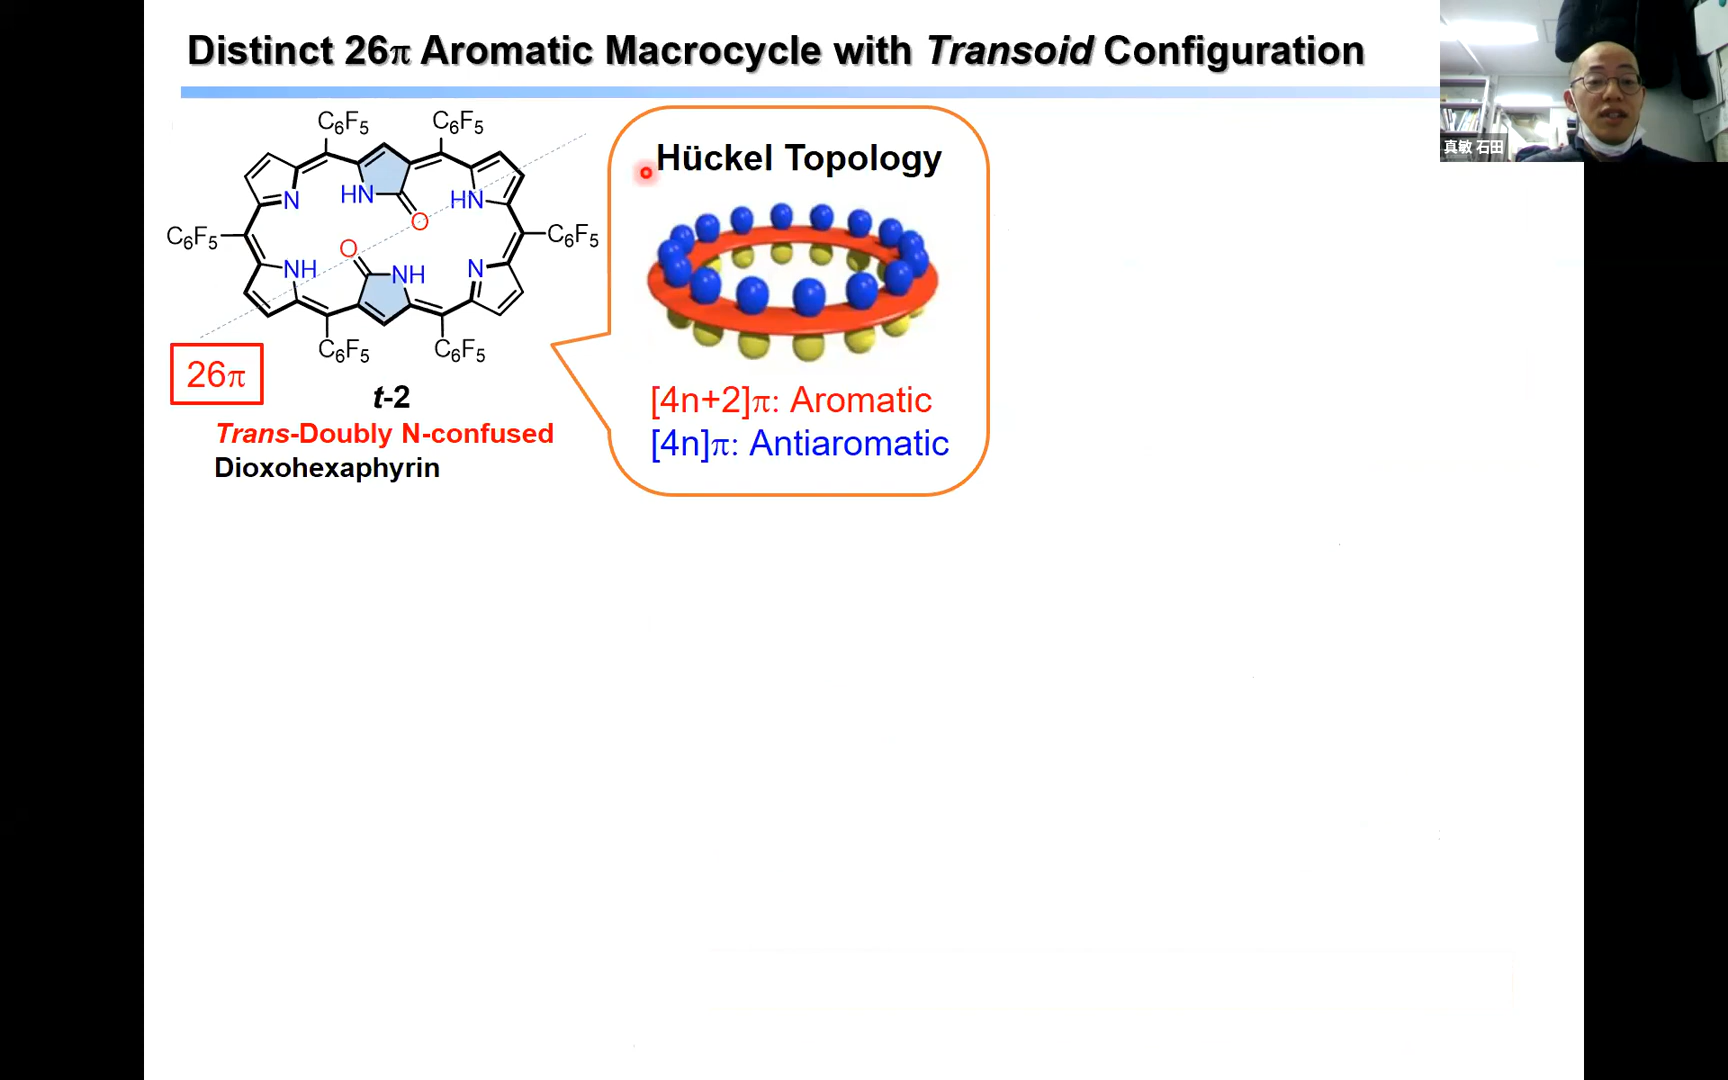 Distinct 26π Aromatic Macrocycle with Transoid Configuration
真敏 石田
C6F5
C6F5
HN
N
HN
O
C6F5
C6F5
O
NH
NH
N
C6F5
C6F5
26π
t-2
Trans-Doubly N-confused
Dioxohexaphyrin
Hückel Topology
[4n+2]π: Aromatic
[4n]π: Antiaromatic